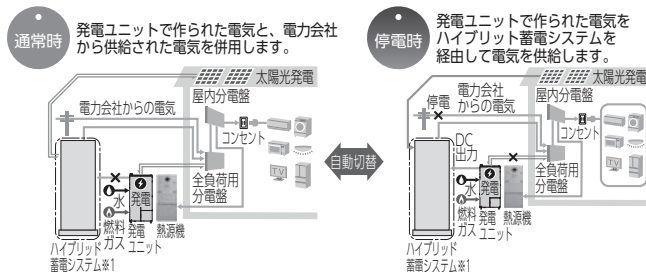 通常時
発電ユニットで作られた電気と、電力会社
から供給された電気を併用します。
太陽光発電
屋内分電盤
電力会社からの電気
コンセント
TV
全負荷用
分電盤
発電
水
燃料
ガス
発電
ユニット
熱源機
ハイブリッド
蓄電システム※1
自動切替
停電時
発電ユニットで作られた電気を
ハイブリット蓄電システムを
経由して電気を供給します。
太陽光発電
屋内分電盤
停電
電力会社
からの電気
コンセント
TV
DC
出力
全負荷用
分電盤
発電
水
燃料
ガス
発電
ユニット
熱源機
ハイブリッド
蓄電システム※1